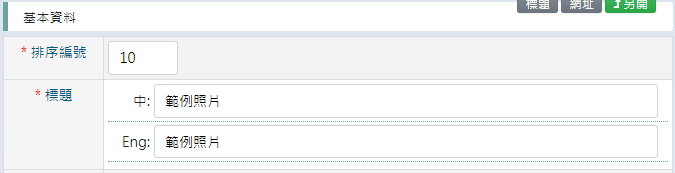 標題 網址 另開
基本資料
* 排序編號 10
* 標題 中: 範例照片
Eng: 範例照片